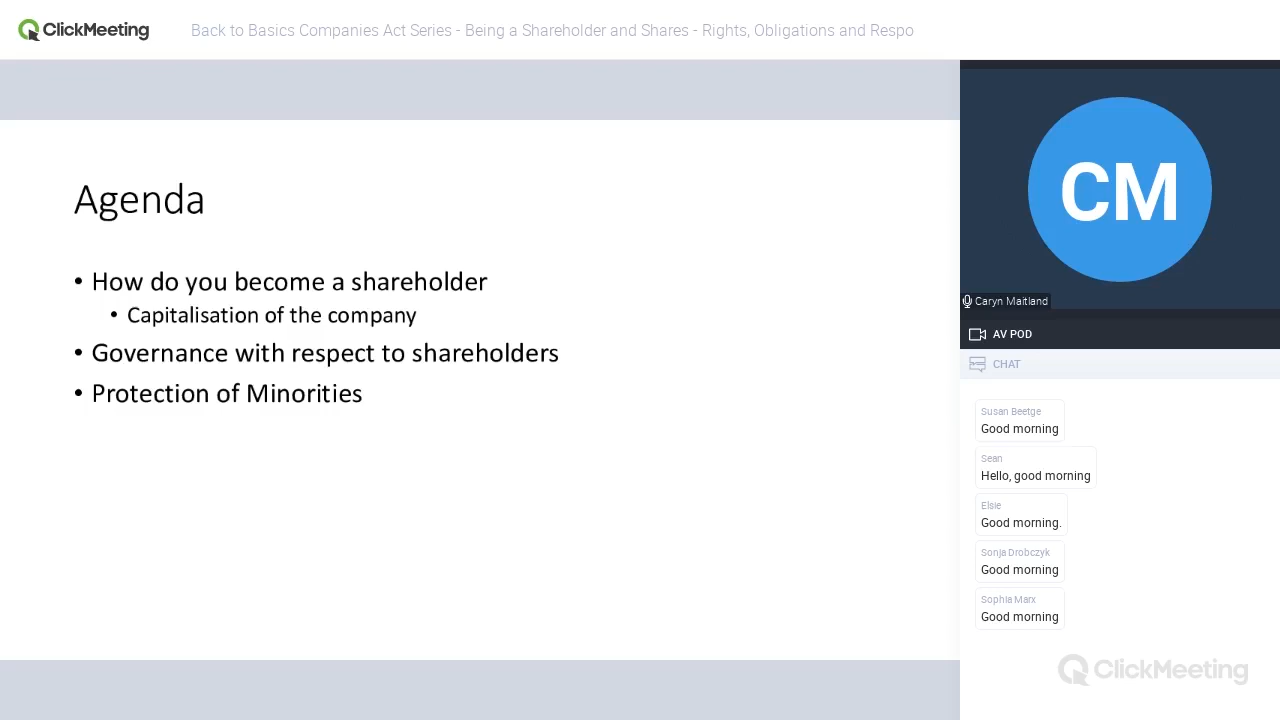 ClickMeeting
Back to Basics Companies Act Series - Being a Shareholder and Shares - Rights, Obligations and Respo
Agenda
• How do you become a shareholder
• Capitalisation of the company
• Governance with respect to shareholders
• Protection of Minorities
CM
Caryn Maitland
AV POD
CHAT
Susan Beetge
Good morning
Sean
Hello, good morning
Elsie
Good morning.
Sonja Drobczyk
Good morning
Sophia Marx
Good morning
ClickMeeting